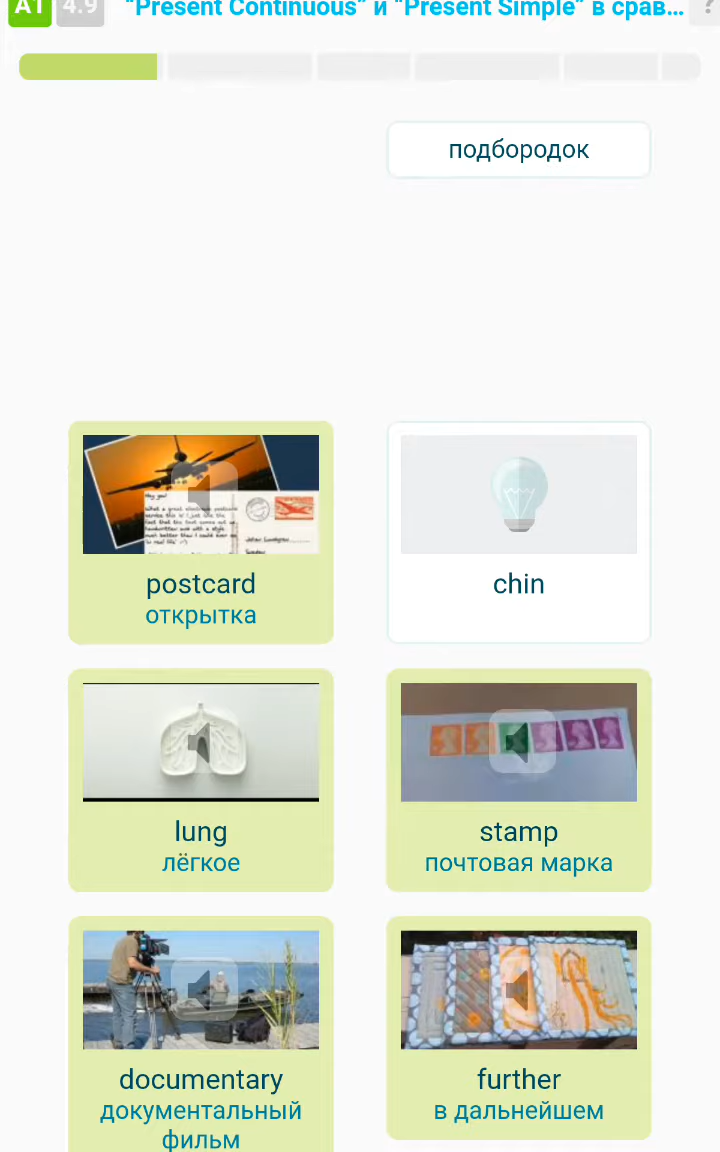 A1 4.9 “Present Continuous” и “Present Simple” в срав... ?
подбородок
postcard
открытка
chin
lung
лёгкое
stamp
почтовая марка
documentary
документальный
фильм
further
в дальнейшем